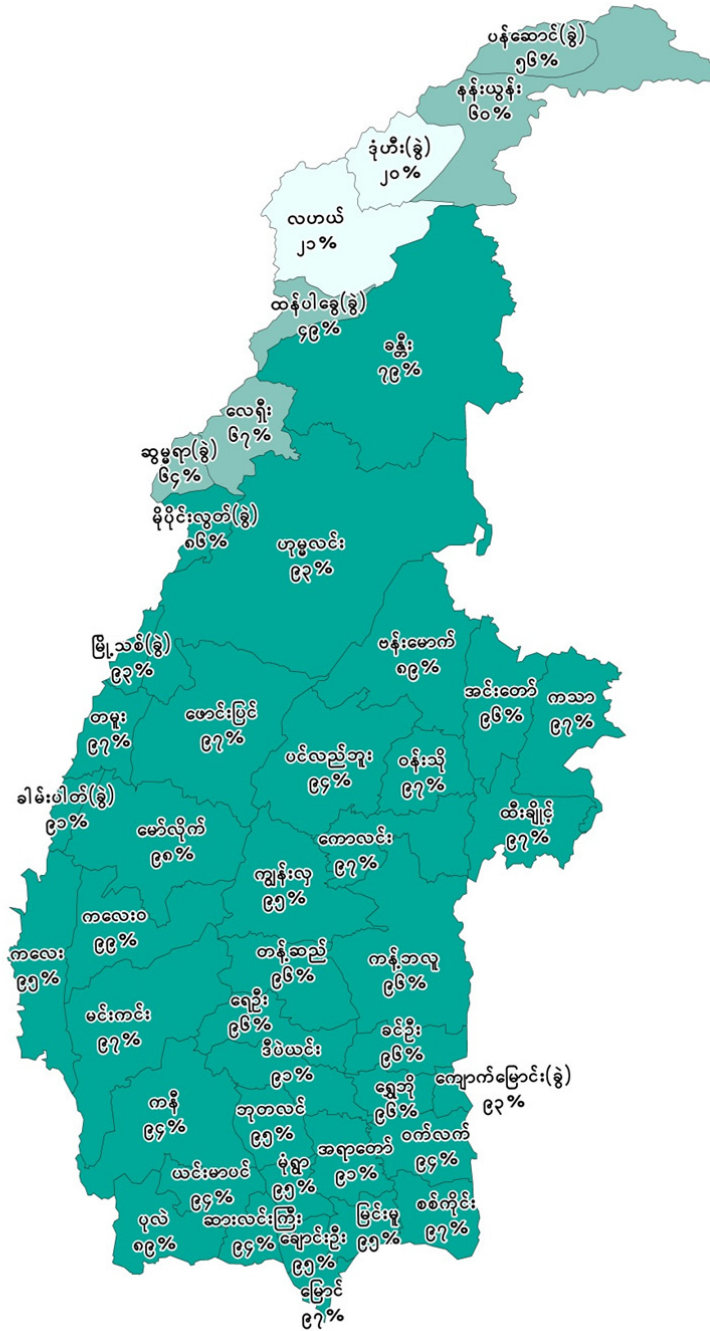 ပန်ဆောင်(ခွဲ)
၅၆%
နန်းယွန်း
၆၀%
ဒုံဟီး(ခွဲ)
၂၀%
လဟယ်
၂၁%
ထန်ပါခွေ(ခွဲ)
၄၉%
ခန္တီး
၇၉%
လေရှီး
၆၇%
ဆွမ္မရာ(ခွဲ)
၆၄%
မိုပိုင်းလွတ်(ခွဲ)
၈၆%
ဟုမ္မလင်း
၉၃%
မြို့သစ်(ခွဲ)
၉၃%
ဗန်းမောက်
၈၉%
အင်းတော်
၉၆%
ကသာ
၉၇%
တမူး
၉၇%
ဖောင်းပြင်
၉၇%
ပင်လည်ဘူး
၉၄%
ဝန်းသို
၉၇%
ခါမ်းပါတ်(ခွဲ)
၉၁%
မော်လိုက်
၉၈%
ကောလင်း
၉၇%
ထီးချိုင့်
၉၇%
ကျွန်းလှ
၉၅%
ကလေးဝ
၉၉%
ကလေး
၉၅%
တန့်ဆည်
၉၆%
ကန့်ဘလူ
၉၆%
မင်းကင်း
၉၇%
ရေဦး
၉၆%
ခင်ဦး
၉၆%
ဒီပဲယင်း
၉၁%
ကျောက်မြောင်း(ခွဲ)
၉၃%
ကနီ
၉၄%
ဘုတလင်
၉၅%
ရွှေဘို
၉၆%
ဝက်လက်
၉၄%
အရာတော်
၉၁%
မုံရွာ
၉၅%
ယင်းမာပင်
၉၄%
စစ်ကိုင်း
၉၇%
ပုလဲ
၈၉%
ဆားလင်းကြီး
၉၄%
မြင်းမူ
၉၅%
ချောင်းဦး
၉၅%
မြောင်
၉၇%